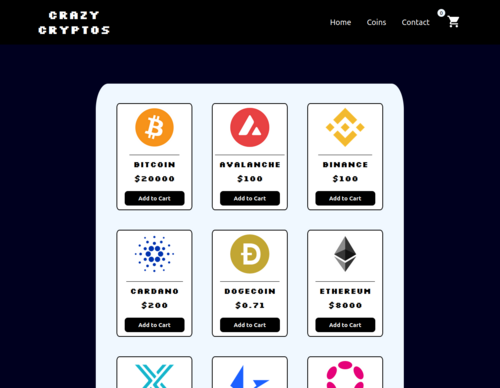 CRAZY
CRYPTOS
Home Coins Contact 0
BITCOIN AVALANCHE BINANCE
$20000 $100 $100
Add to Cart Add to Cart Add to Cart
CARDANO DOGECOIN ETHEREUM
$200 $0.71 $8000
Add to Cart Add to Cart Add to Cart